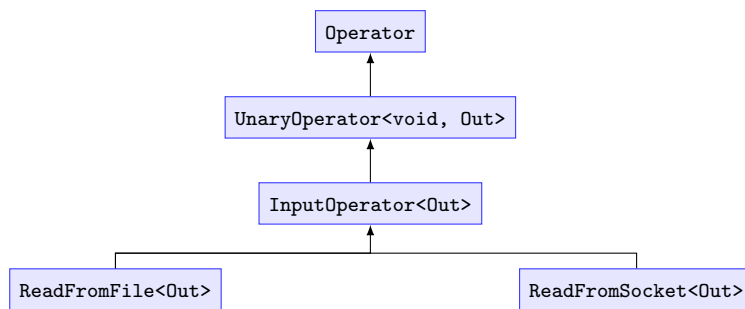 Operator
UnaryOperator<void, Out>
InputOperator<Out>
ReadFromFile<Out>
ReadFromSocket<Out>